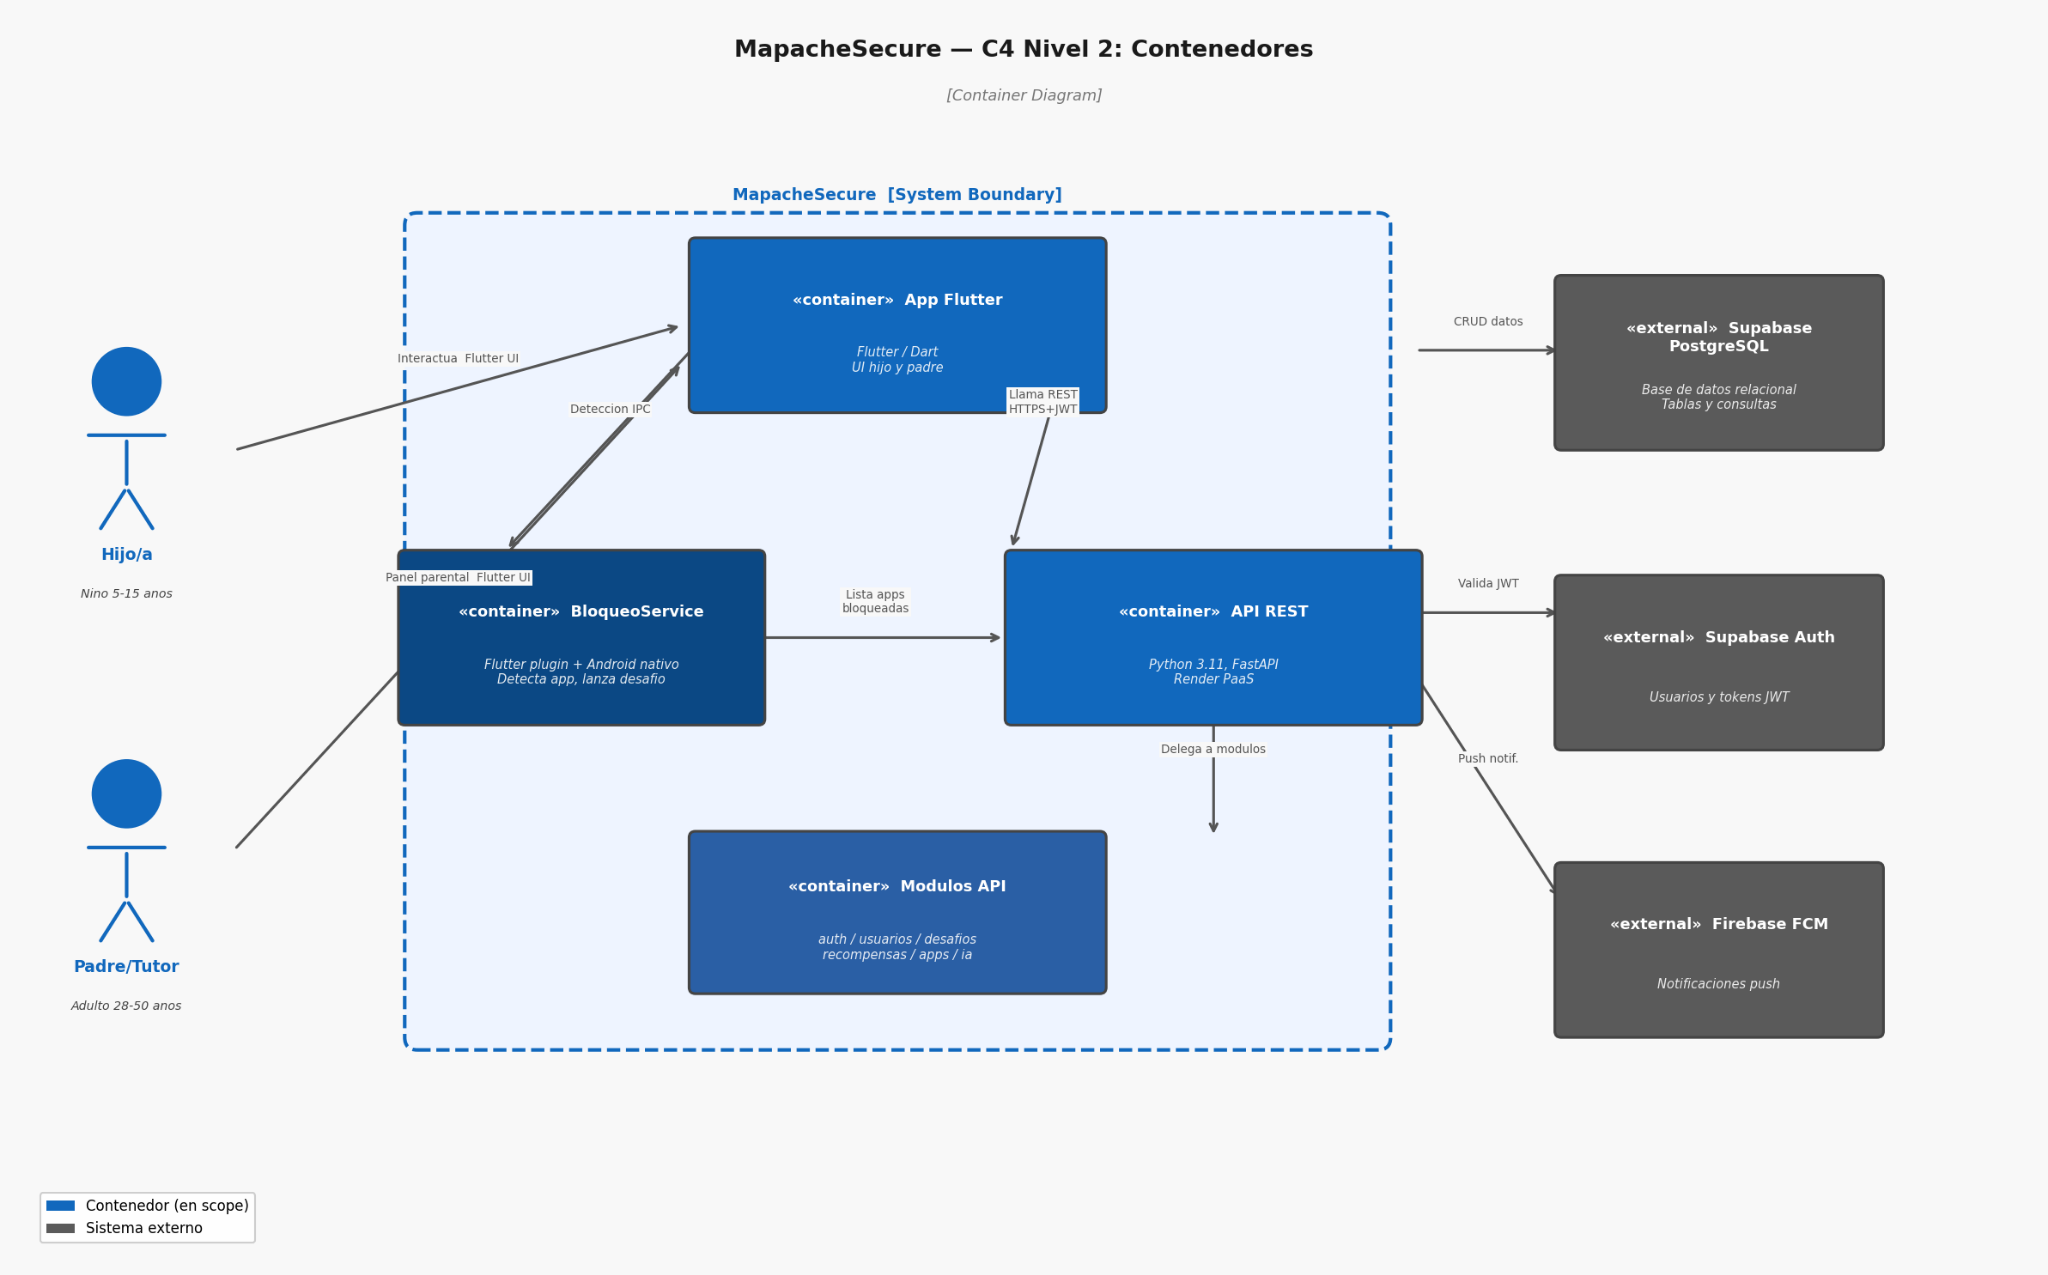 MapacheSecure — C4 Nivel 2: Contenedores
[Container Diagram]
MapacheSecure  [System Boundary]
«container»  App Flutter
Flutter / Dart
UI hijo y padre
Interactua  Flutter UI
Deteccion IPC
Llama REST
HTTPS+JWT
CRUD datos
«external»  Supabase
PostgreSQL
Base de datos relacional
Tablas y consultas
Hijo/a
Nino 5-15 anos
Panel parental  Flutter UI
«container»  BloqueoService
Flutter plugin + Android nativo
Detecta app, lanza desafio
Lista apps
bloqueadas
«container»  API REST
Python 3.11, FastAPI
Render PaaS
Valida JWT
«external»  Supabase Auth
Usuarios y tokens JWT
Delega a modulos
Push notif.
Padre/Tutor
Adulto 28-50 anos
«container»  Modulos API
auth / usuarios / desafios
recompensas / apps / ia
«external»  Firebase FCM
Notificaciones push
Contenedor (en scope)
Sistema externo